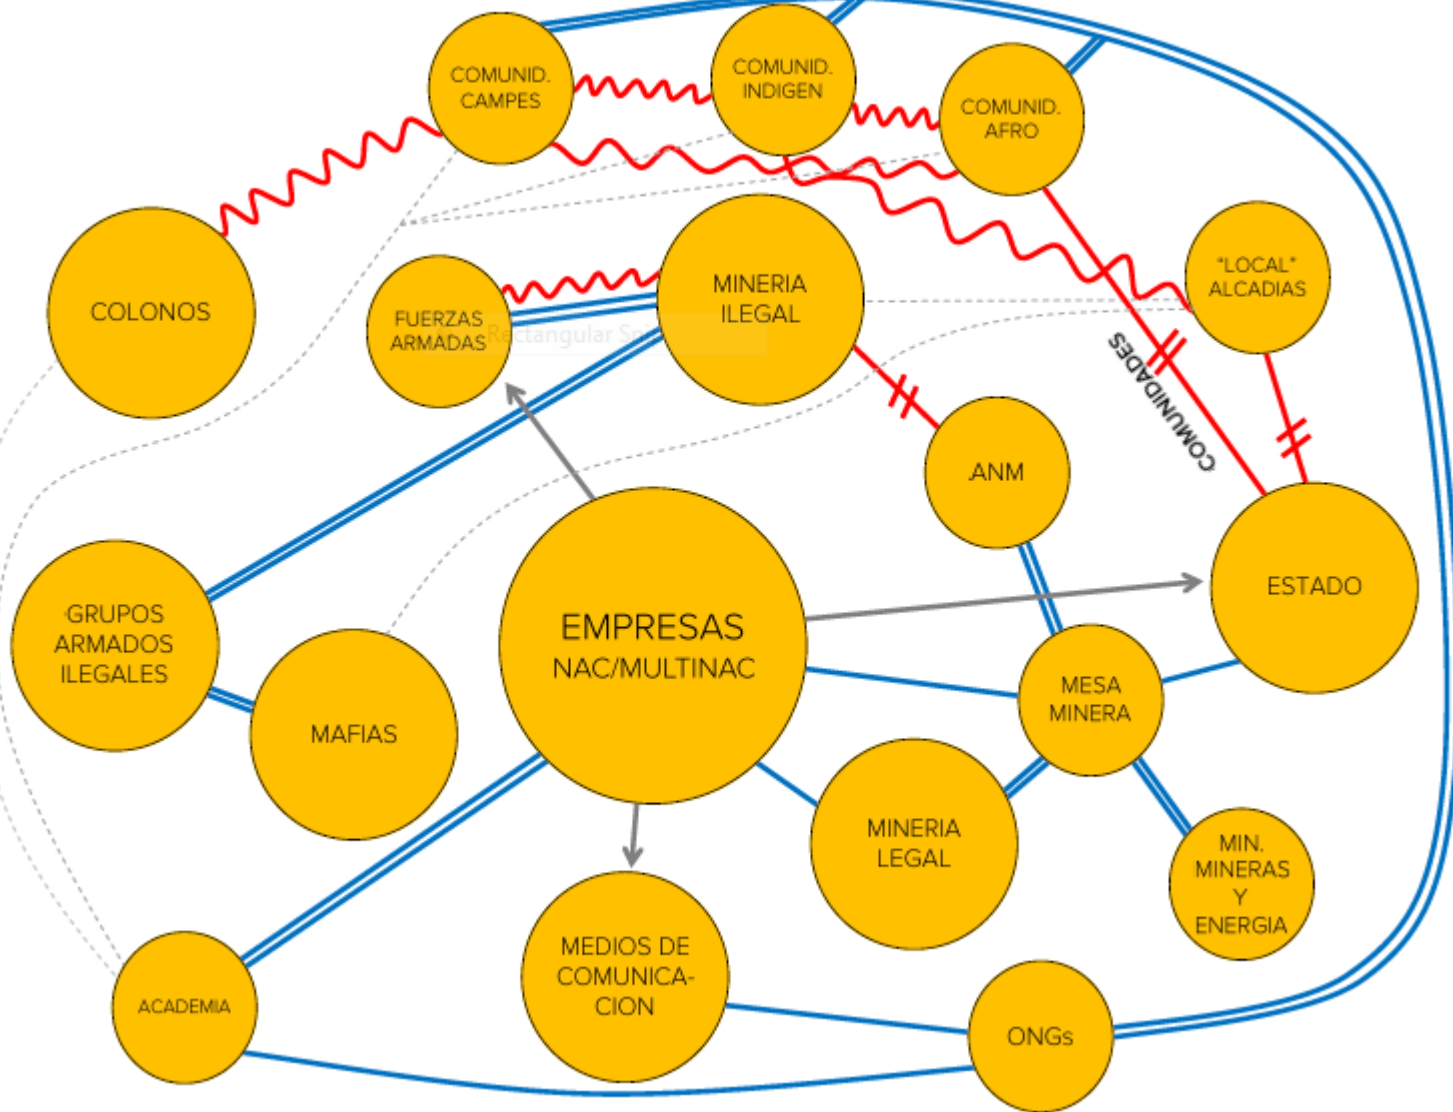 COMUNID.
CAMPES
COMUNID.
INDIGEN
COMUNID.
AFRO
COLONOS
FUERZAS
ARMADAS
MINERIA
ILEGAL
"LOCAL"
ALCADIAS
Rectangular
COMUNIDADES
ANM
ESTADO
GRUPOS
ARMADOS
ILEGALES
MAFIAS
EMPRESAS
NAC/MULTINAC
MESA
MINERA
MINERIA
LEGAL
MIN.
MINERAS
Y
ENERGIA
MEDIOS DE
COMUNICA-
CION
ACADEMIA
ONGs